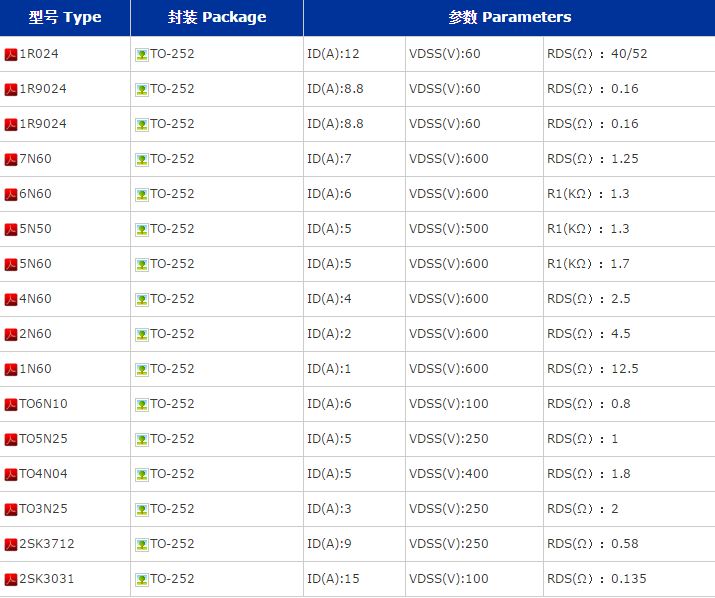 型号 Type 封装 Package 参数 Parameters
1R024 TO-252 ID(A):12 VDSS(V):60 RDS(Ω）：40/52
1R9024 TO-252 ID(A):8.8 VDSS(V):60 RDS(Ω）：0.16
1R9024 TO-252 ID(A):8.8 VDSS(V):60 RDS(Ω）：0.16
7N60 TO-252 ID(A):7 VDSS(V):600 RDS(Ω）：1.25
6N60 TO-252 ID(A):6 VDSS(V):600 R1(KΩ）：1.3
5N50 TO-252 ID(A):5 VDSS(V):500 R1(KΩ）：1.3
5N60 TO-252 ID(A):5 VDSS(V):600 R1(KΩ）：1.7
4N60 TO-252 ID(A):4 VDSS(V):600 RDS(Ω）：2.5
2N60 TO-252 ID(A):2 VDSS(V):600 RDS(Ω）：4.5
1N60 TO-252 ID(A):1 VDSS(V):600 RDS(Ω）：12.5
TO6N10 TO-252 ID(A):6 VDSS(V):100 RDS(Ω）：0.8
TO5N25 TO-252 ID(A):5 VDSS(V):250 RDS(Ω）：1
TO4N04 TO-252 ID(A):5 VDSS(V):400 RDS(Ω）：1.8
TO3N25 TO-252 ID(A):3 VDSS(V):250 RDS(Ω）：2
2SK3712 TO-252 ID(A):9 VDSS(V):250 RDS(Ω）：0.58
2SK3031 TO-252 ID(A):15 VDSS(V):100 RDS(Ω）：0.135